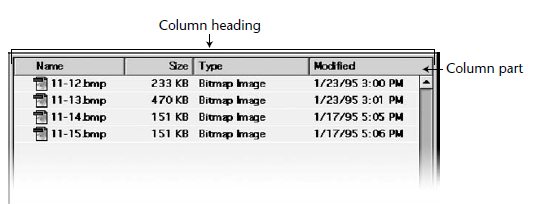 Column heading
Name Size Type Modified
Column part
11-12.bmp 233 KB Bitmap Image 1/23/95 3:00 PM
11-13.bmp 470 KB Bitmap Image 1/23/95 3:01 PM
11-14.bmp 151 KB Bitmap Image 1/17/95 5:05 PM
11-15.bmp 151 KB Bitmap Image 1/17/95 5:06 PM